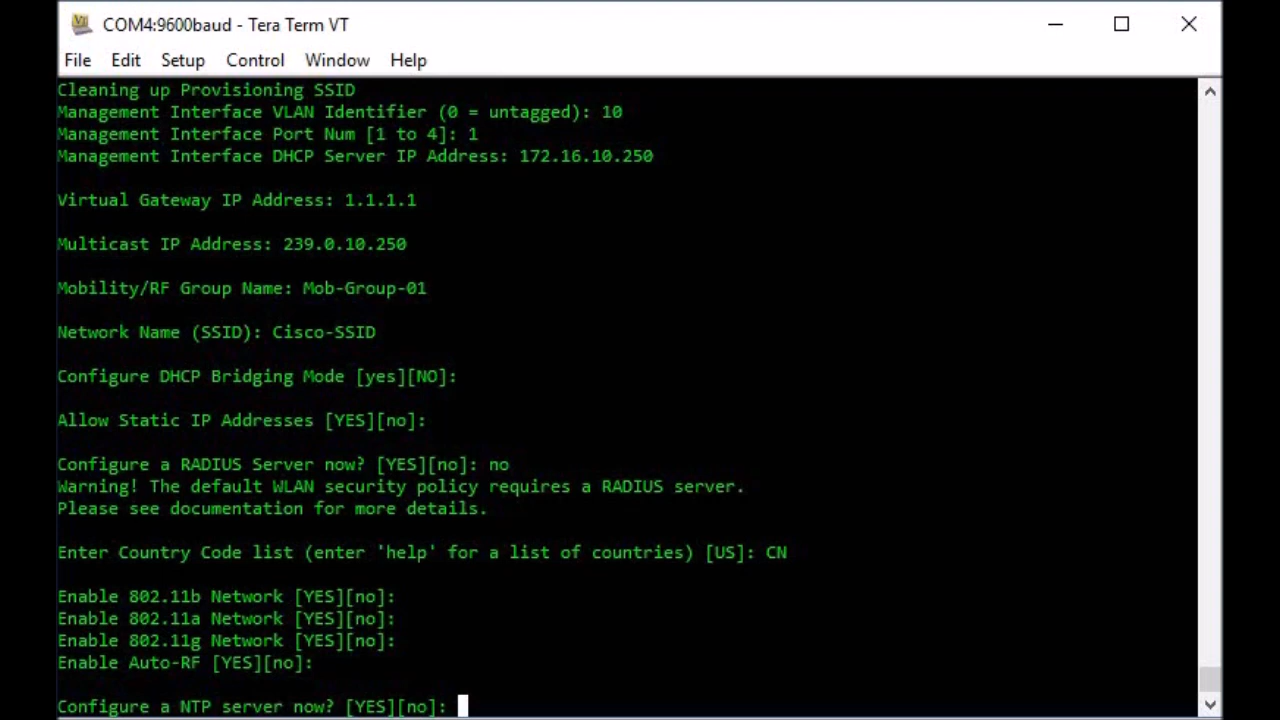 COM4:9600baud - Tera Term VT
File Edit Setup Control Window Help
Cleaning up Provisioning SSID
Management Interface VLAN Identifier (0 = untagged): 10
Management Interface Port Num [1 to 4]: 1
Management Interface DHCP Server IP Address: 172.16.10.250
Virtual Gateway IP Address: 1.1.1.1
Multicast IP Address: 239.0.10.250
Mobility/RF Group Name: Mob-Group-01
Network Name (SSID): Cisco-SSID
Configure DHCP Bridging Mode [yes][NO]:
Allow Static IP Addresses [YES][no]:
Configure a RADIUS Server now? [YES][no]: no
Warning! The default WLAN security policy requires a RADIUS server.
Please see documentation for more details.
Enter Country Code list (enter 'help' for a list of countries) [US]: CN
Enable 802.11b Network [YES][no]:
Enable 802.11a Network [YES][no]:
Enable 802.11g Network [YES][no]:
Enable Auto-RF [YES][no]:
Configure a NTP server now? [YES][no]: